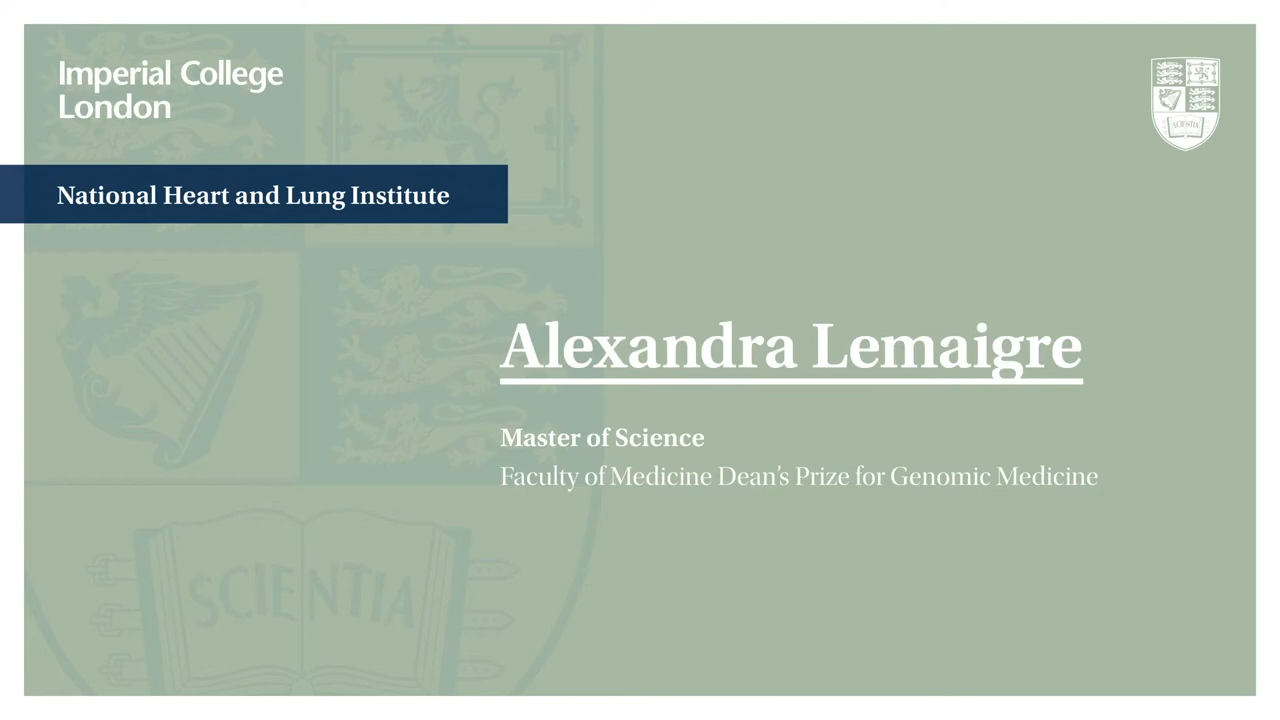 Imperial College
London
SCIENTIA
National Heart and Lung Institute
Alexandra Lemaigre
Master of Science
Faculty of Medicine Dean's Prize for Genomic Medicine
SCIENTIA